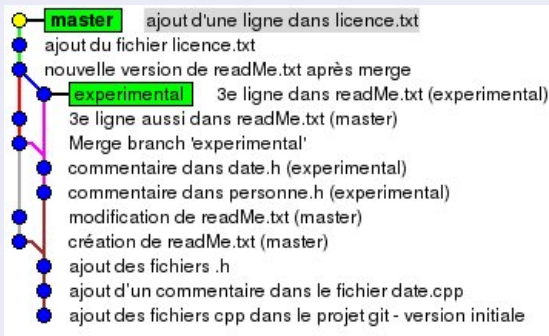 master ajout d'une ligne dans licence.txt
ajout du fichier licence.txt
nouvelle version de readMe.txt après merge
experimental 3e ligne dans readMe.txt (experimental)
3e ligne aussi dans readMe.txt (master)
Merge branch 'experimental'
commentaire dans date.h (experimental)
commentaire dans personne.h (experimental)
modification de readMe.txt (master)
création de readMe.txt (master)
ajout des fichiers .h
ajout d'un commentaire dans le fichier date.cpp
ajout des fichiers cpp dans le projet git - version initiale